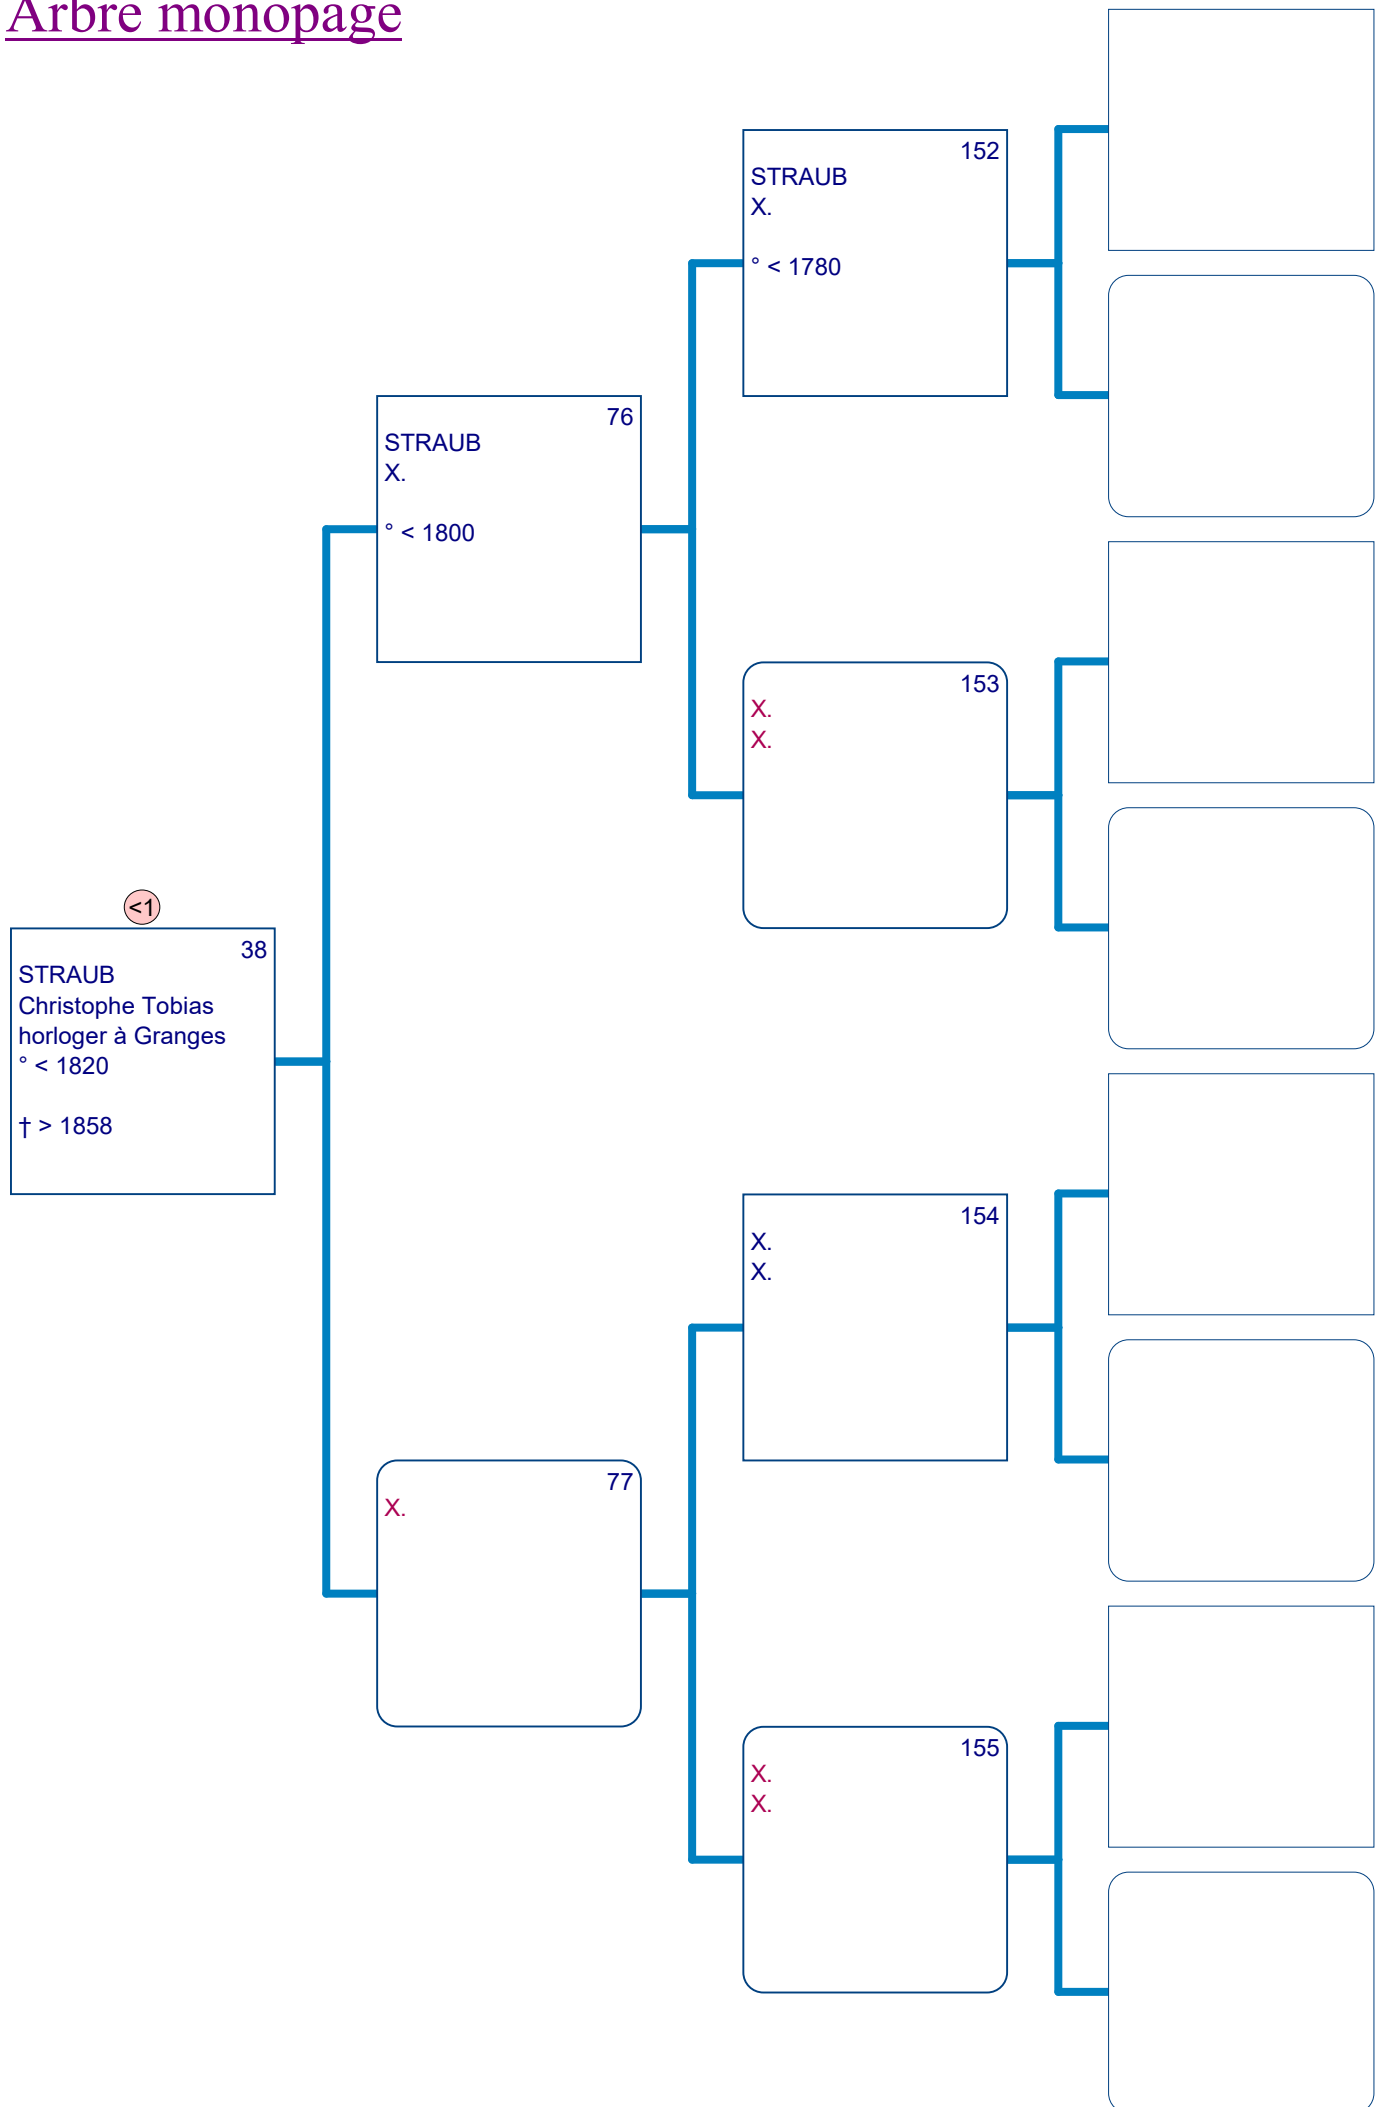 Arbre monopage
152
STRAUB
X.
° < 1780
76
STRAUB
X.
° < 1800
153
X.
X.
<1
38
STRAUB
Christophe Tobias
horloger à Granges
° < 1820
† > 1858
154
X.
X.
77
X.
155
X.
X.